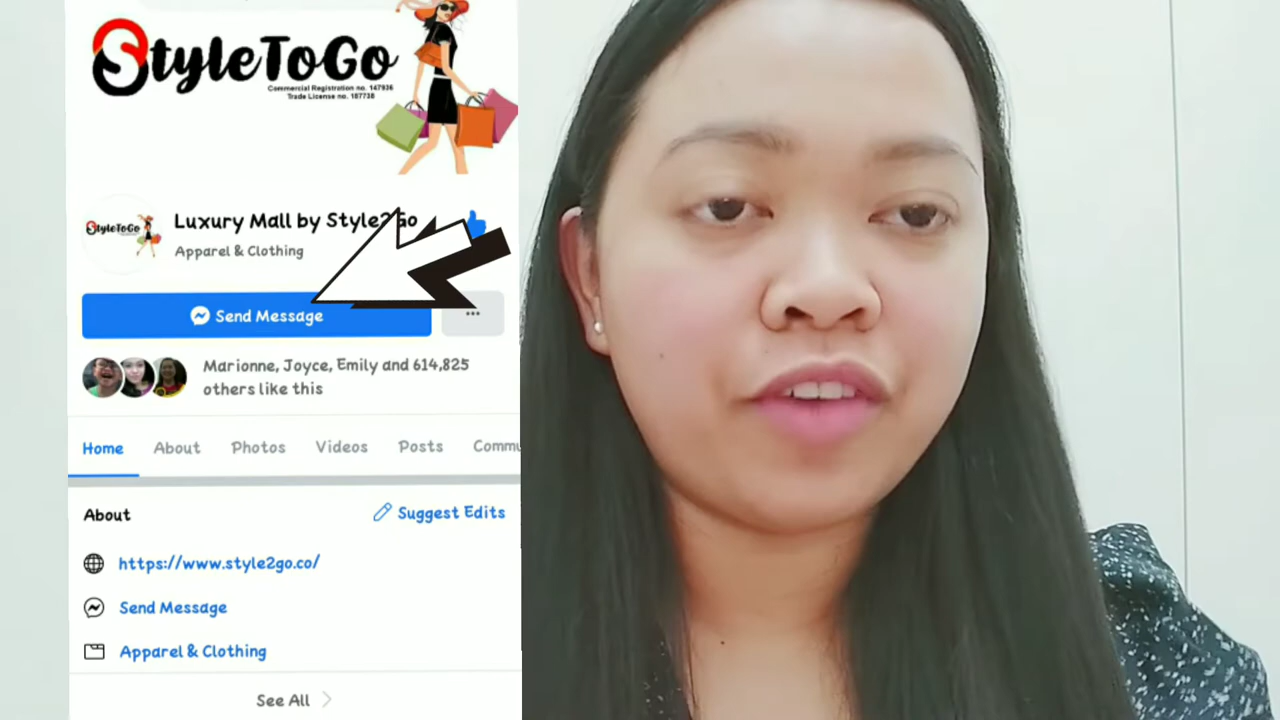 StyleToGo
Commercial Registration no. 147936
Trade License no. 187738
StyleToGo
Luxury Mall by Style2Go
Apparel & Clothing
Send Message
Marionne, Joyce, Emily and 614,825
others like this
Home About Photos Videos Posts Commu
About
Suggest Edits
https://www.style2go.co/
Send Message
Apparel & Clothing
See All